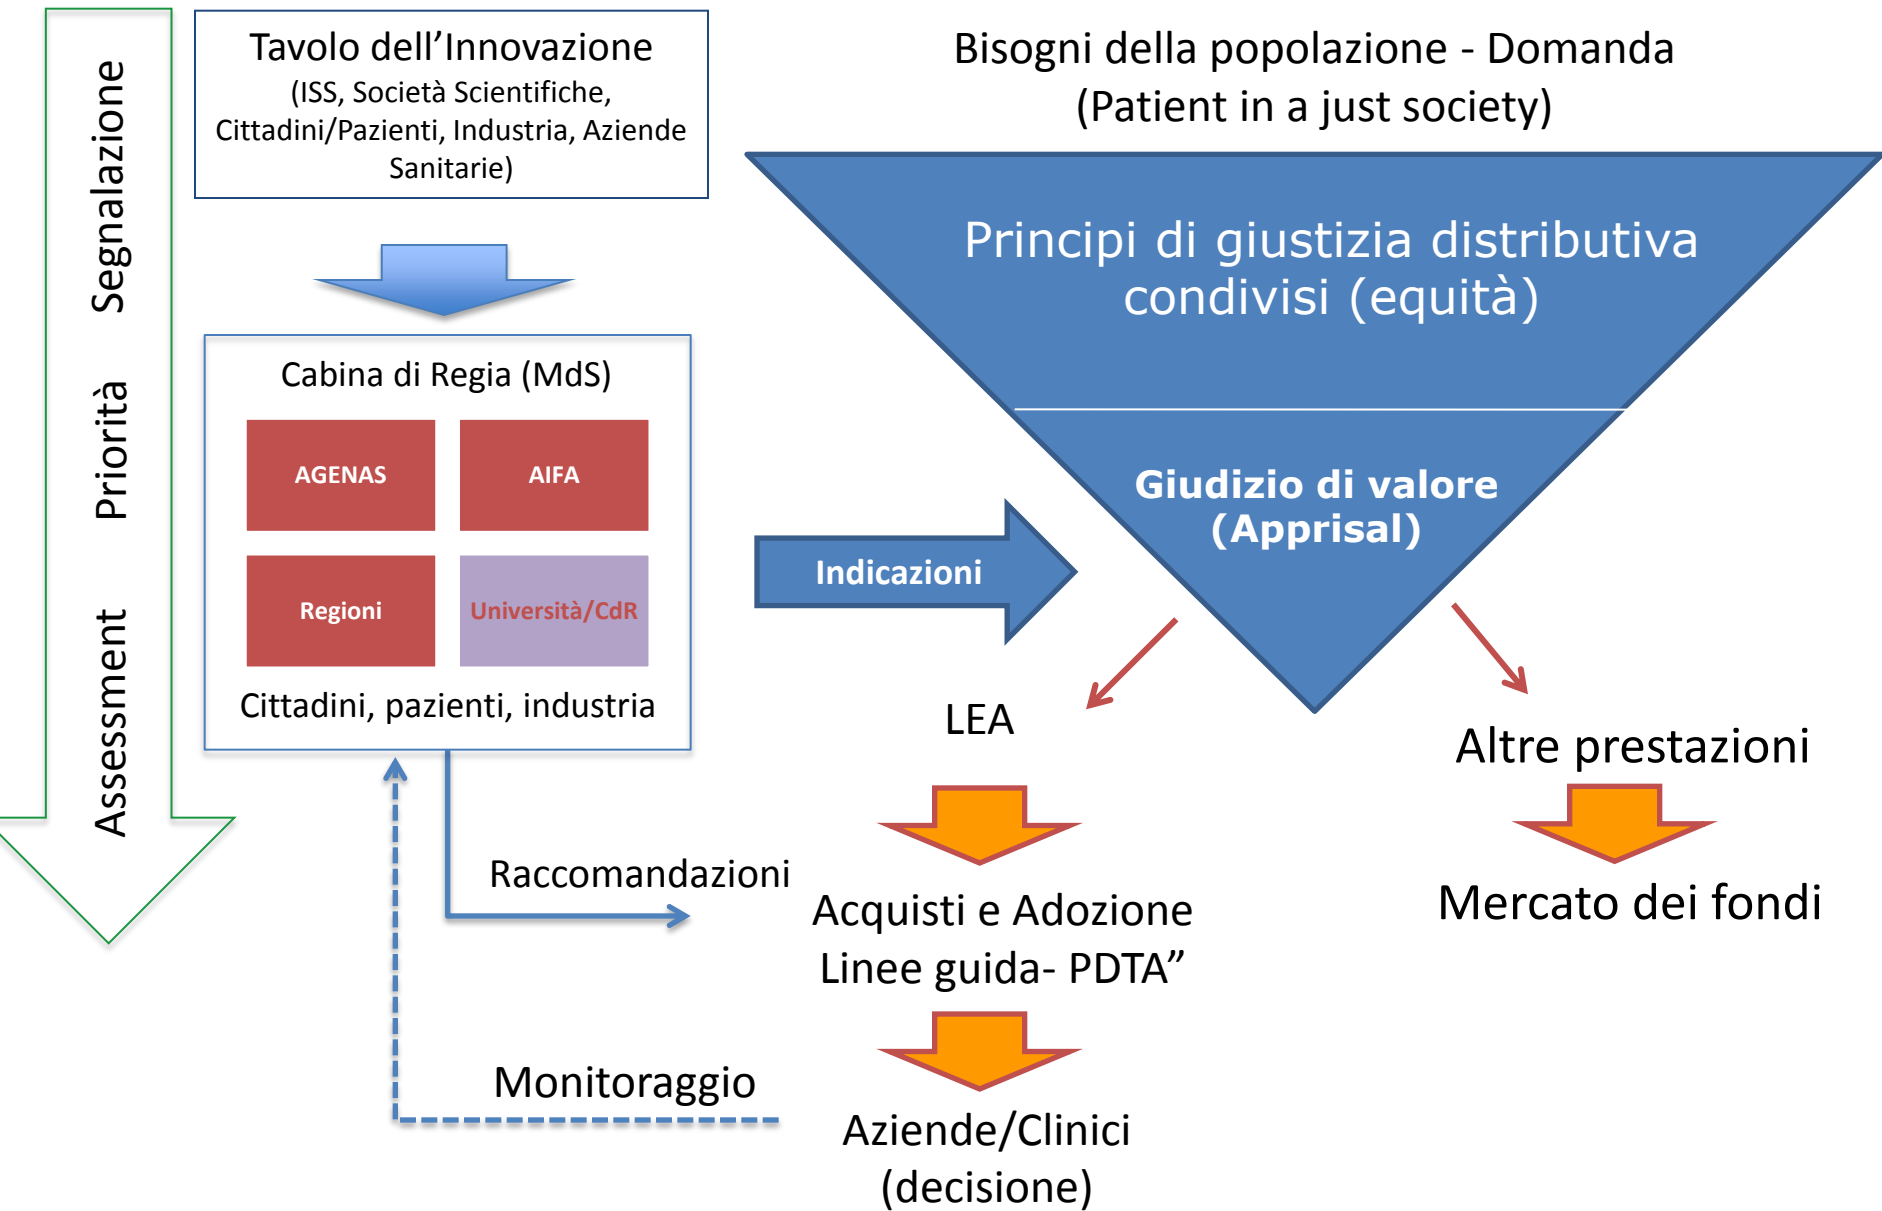 Segnalazione
Priorità
Assessment
Tavolo dell’Innovazione
(ISS, Società Scientifiche,
Cittadini/Pazienti, Industria, Aziende
Sanitarie)
Cabina di Regia (MdS)
AGENAS
AIFA
Regioni
Università/CdR
Cittadini, pazienti, industria
Bisogni della popolazione - Domanda
(Patient in a just society)
Principi di giustizia distributiva
condivisi (equità)
Giudizio di valore
(Apprisal)
Indicazioni
LEA
Altre prestazioni
Raccomandazioni
Acquisti e Adozione
Linee guida- PDTA”
Mercato dei fondi
Monitoraggio
Aziende/Clinici
(decisione)